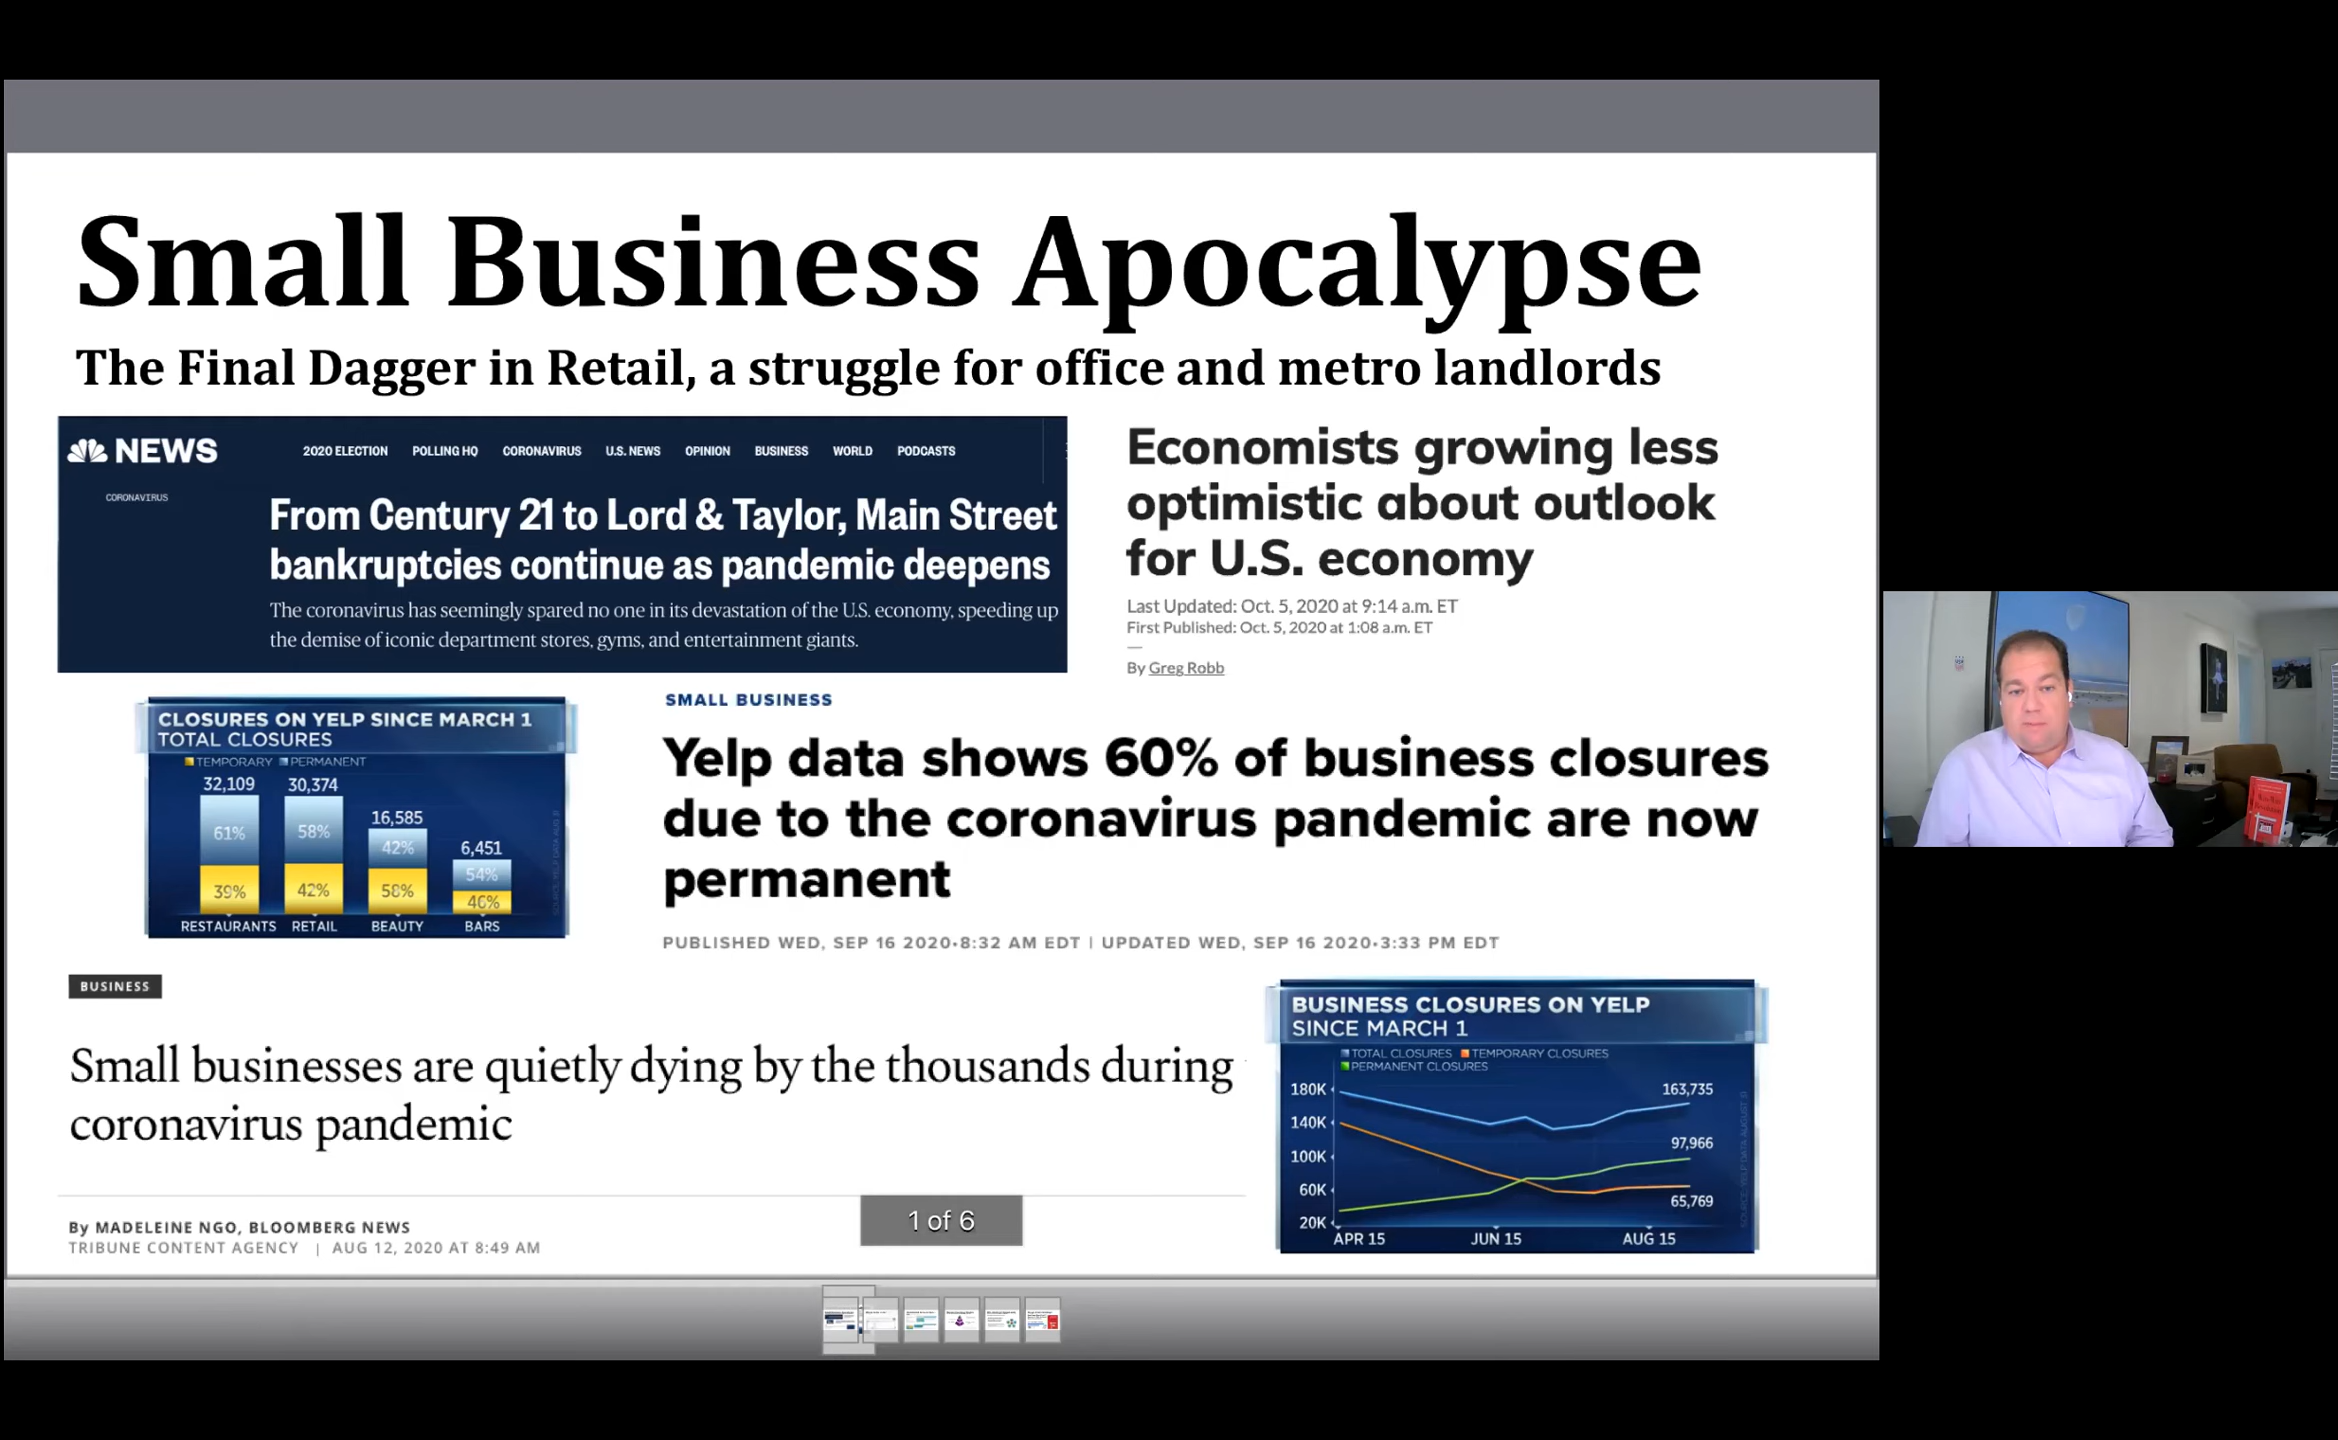 Small Business Apocalypse
The Final Dagger in Retail, a struggle for office and metro landlords
NEWS
2020 ELECTION POLLING HQ CORONAVIRUS U.S. NEWS OPINION BUSINESS WORLD PODCASTS
CORONAVIRUS
From Century 21 to Lord & Taylor, Main Street
bankruptcies continue as pandemic deepens
The coronavirus has seemingly spared no one in its devastation of the U.S. economy, speeding up
the demise of iconic department stores, gyms, and entertainment giants.
Economists growing less
optimistic about outlook
for U.S. economy
Last Updated: Oct. 5, 2020 at 9:14 a.m. ET
First Published: Oct. 5, 2020 at 1:08 a.m. ET
By Greg Robb
CLOSURES ON YELP SINCE MARCH 1
TOTAL CLOSURES
TEMPORARY PERMANENT
32,109 30,374 16,585 6,451
61% 58% 42% 54%
39% 42% 58% 46%
RESTAURANTS RETAIL BEAUTY BARS
SMALL BUSINESS
Yelp data shows 60% of business closures
due to the coronavirus pandemic are now
permanent
PUBLISHED WED, SEP 16 2020•8:32 AM EDT | UPDATED WED, SEP 16 2020•3:33 PM EDT
BUSINESS
Small businesses are quietly dying by the thousands during
coronavirus pandemic
By MADELEINE NGO, BLOOMBERG NEWS
TRIBUNE CONTENT AGENCY | AUG 12, 2020 AT 8:49 AM
BUSINESS CLOSURES ON YELP
SINCE MARCH 1
TOTAL CLOSURES TEMPORARY CLOSURES
PERMANENT CLOSURES
180K
140K
100K
60K
20K
163,735
97,966
65,769
APR 15 JUN 15 AUG 15
1 of 6